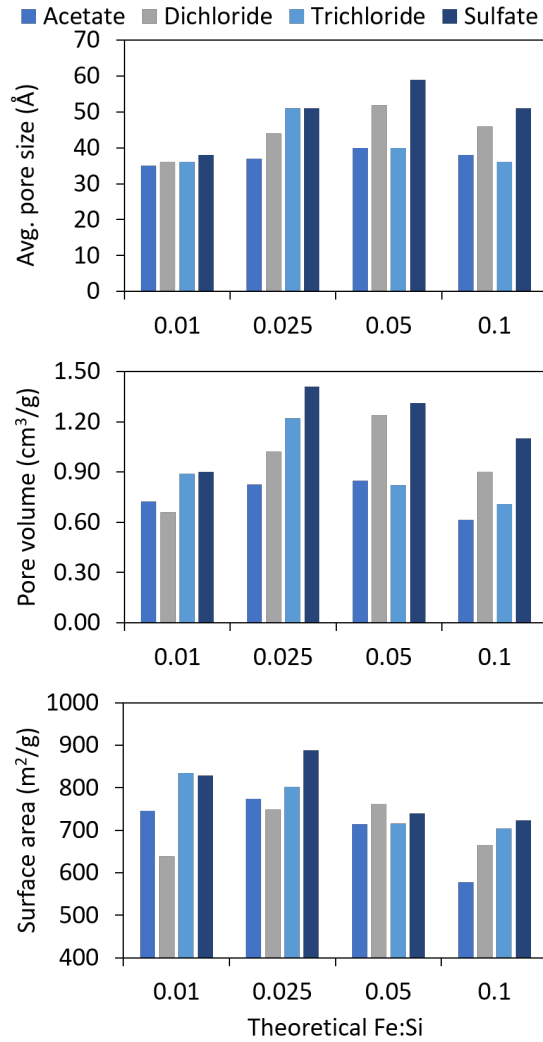 Acetate Dichloride Trichloride Sulfate
Avg. pore size (Å)
70
60
50
40
30
20
10
0
0.01 0.025 0.05 0.1
Pore volume (cm³/g)
1.50
1.20
0.90
0.60
0.30
0.00
0.01 0.025 0.05 0.1
Surface area (m²/g)
1000
900
800
700
600
500
400
0.01 0.025 0.05 0.1
Theoretical Fe:Si